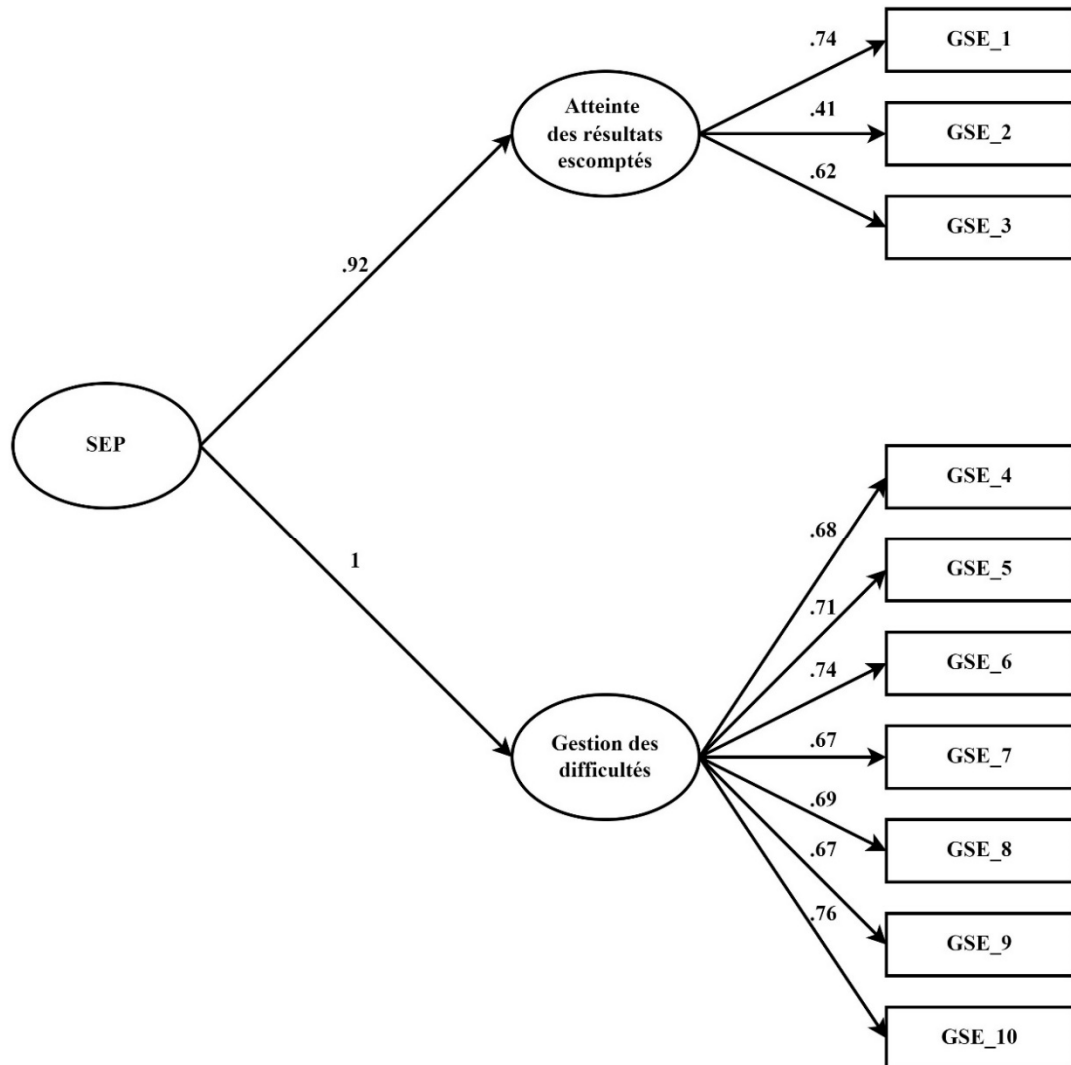 .74
GSE_1
Atteinte
des résultats
escomptés
.41
GSE_2
.62
GSE_3
.92
SEP
1
GSE_4
.68
GSE_5
.71
GSE_6
.74
Gestion des
difficultés
.67
GSE_7
.69
GSE_8
.67
GSE_9
.76
GSE_10